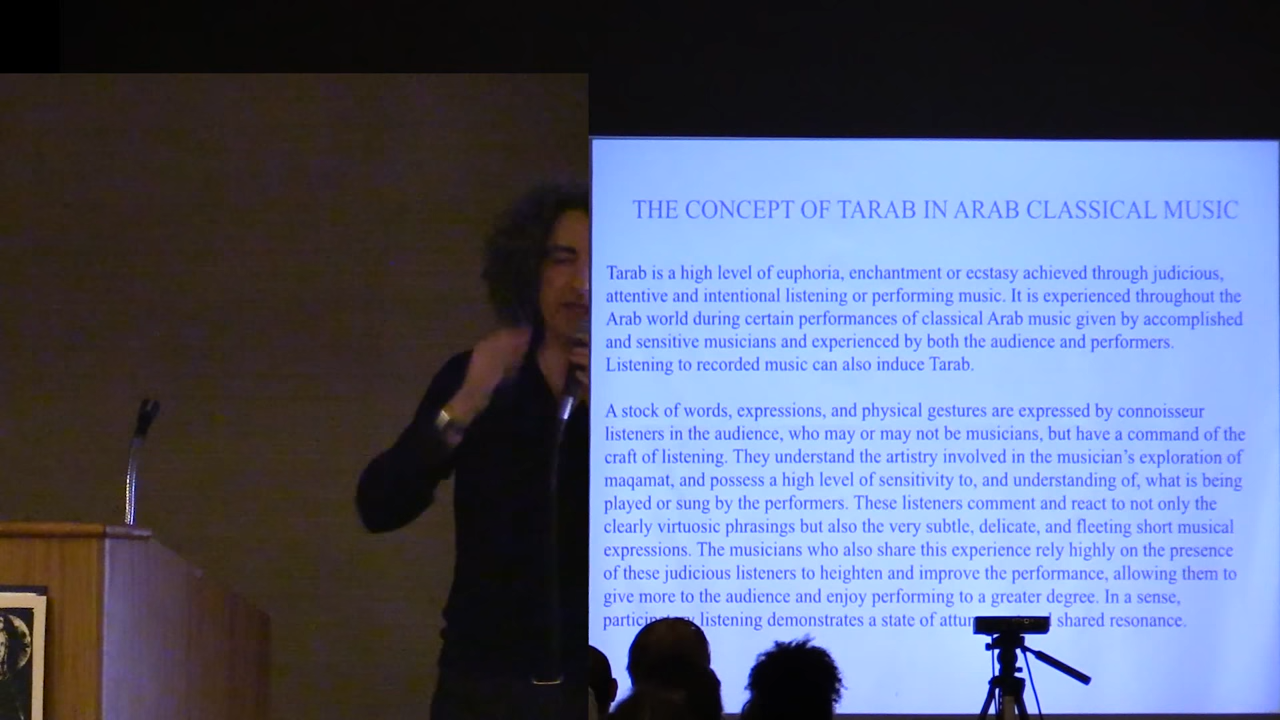 THE CONCEPT OF TARAB IN ARAB CLASSICAL MUSIC
Tarab is a high level of euphoria, enchantment or ecstasy achieved through judicious,
attentive and intentional listening or performing music. It is experienced throughout the
Arab world during certain performances of classical Arab music given by accomplished
and sensitive musicians and experienced by both the audience and performers.
Listening to recorded music can also induce Tarab.
A stock of words, expressions, and physical gestures are expressed by connoisseur
listeners in the audience, who may or may not be musicians, but have a command of the
craft of listening. They understand the artistry involved in the musician's exploration of
maqamat, and possess a high level of sensitivity to, and understanding of, what is being
played or sung by the performers. These listeners comment and react to not only the
clearly virtuosic phrasings but also the very subtle, delicate, and fleeting short musical
expressions. The musicians who also share this experience rely highly on the presence
of these judicious listeners to heighten and improve the performance, allowing them to
give more to the audience and enjoy performing to a greater degree. In a sense,
listening demonstrates a state of shared resonance.